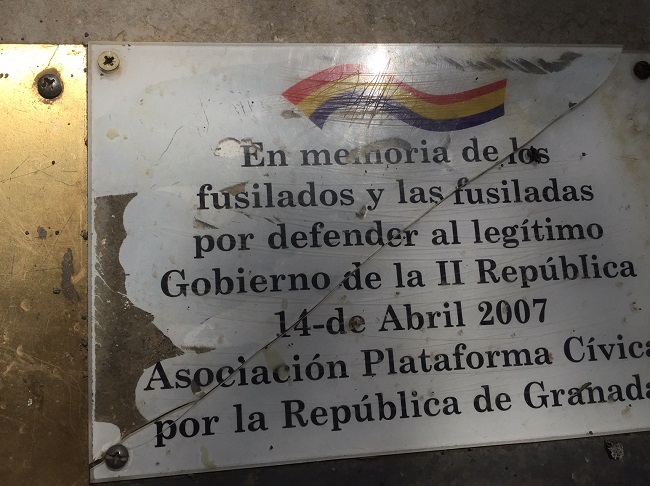 En memoria de los
fusilados y las fusiladas
por defender al legítimo
Gobierno de la II República
14-de Abril 2007
Asociación Plataforma Cívica
por la República de Granada